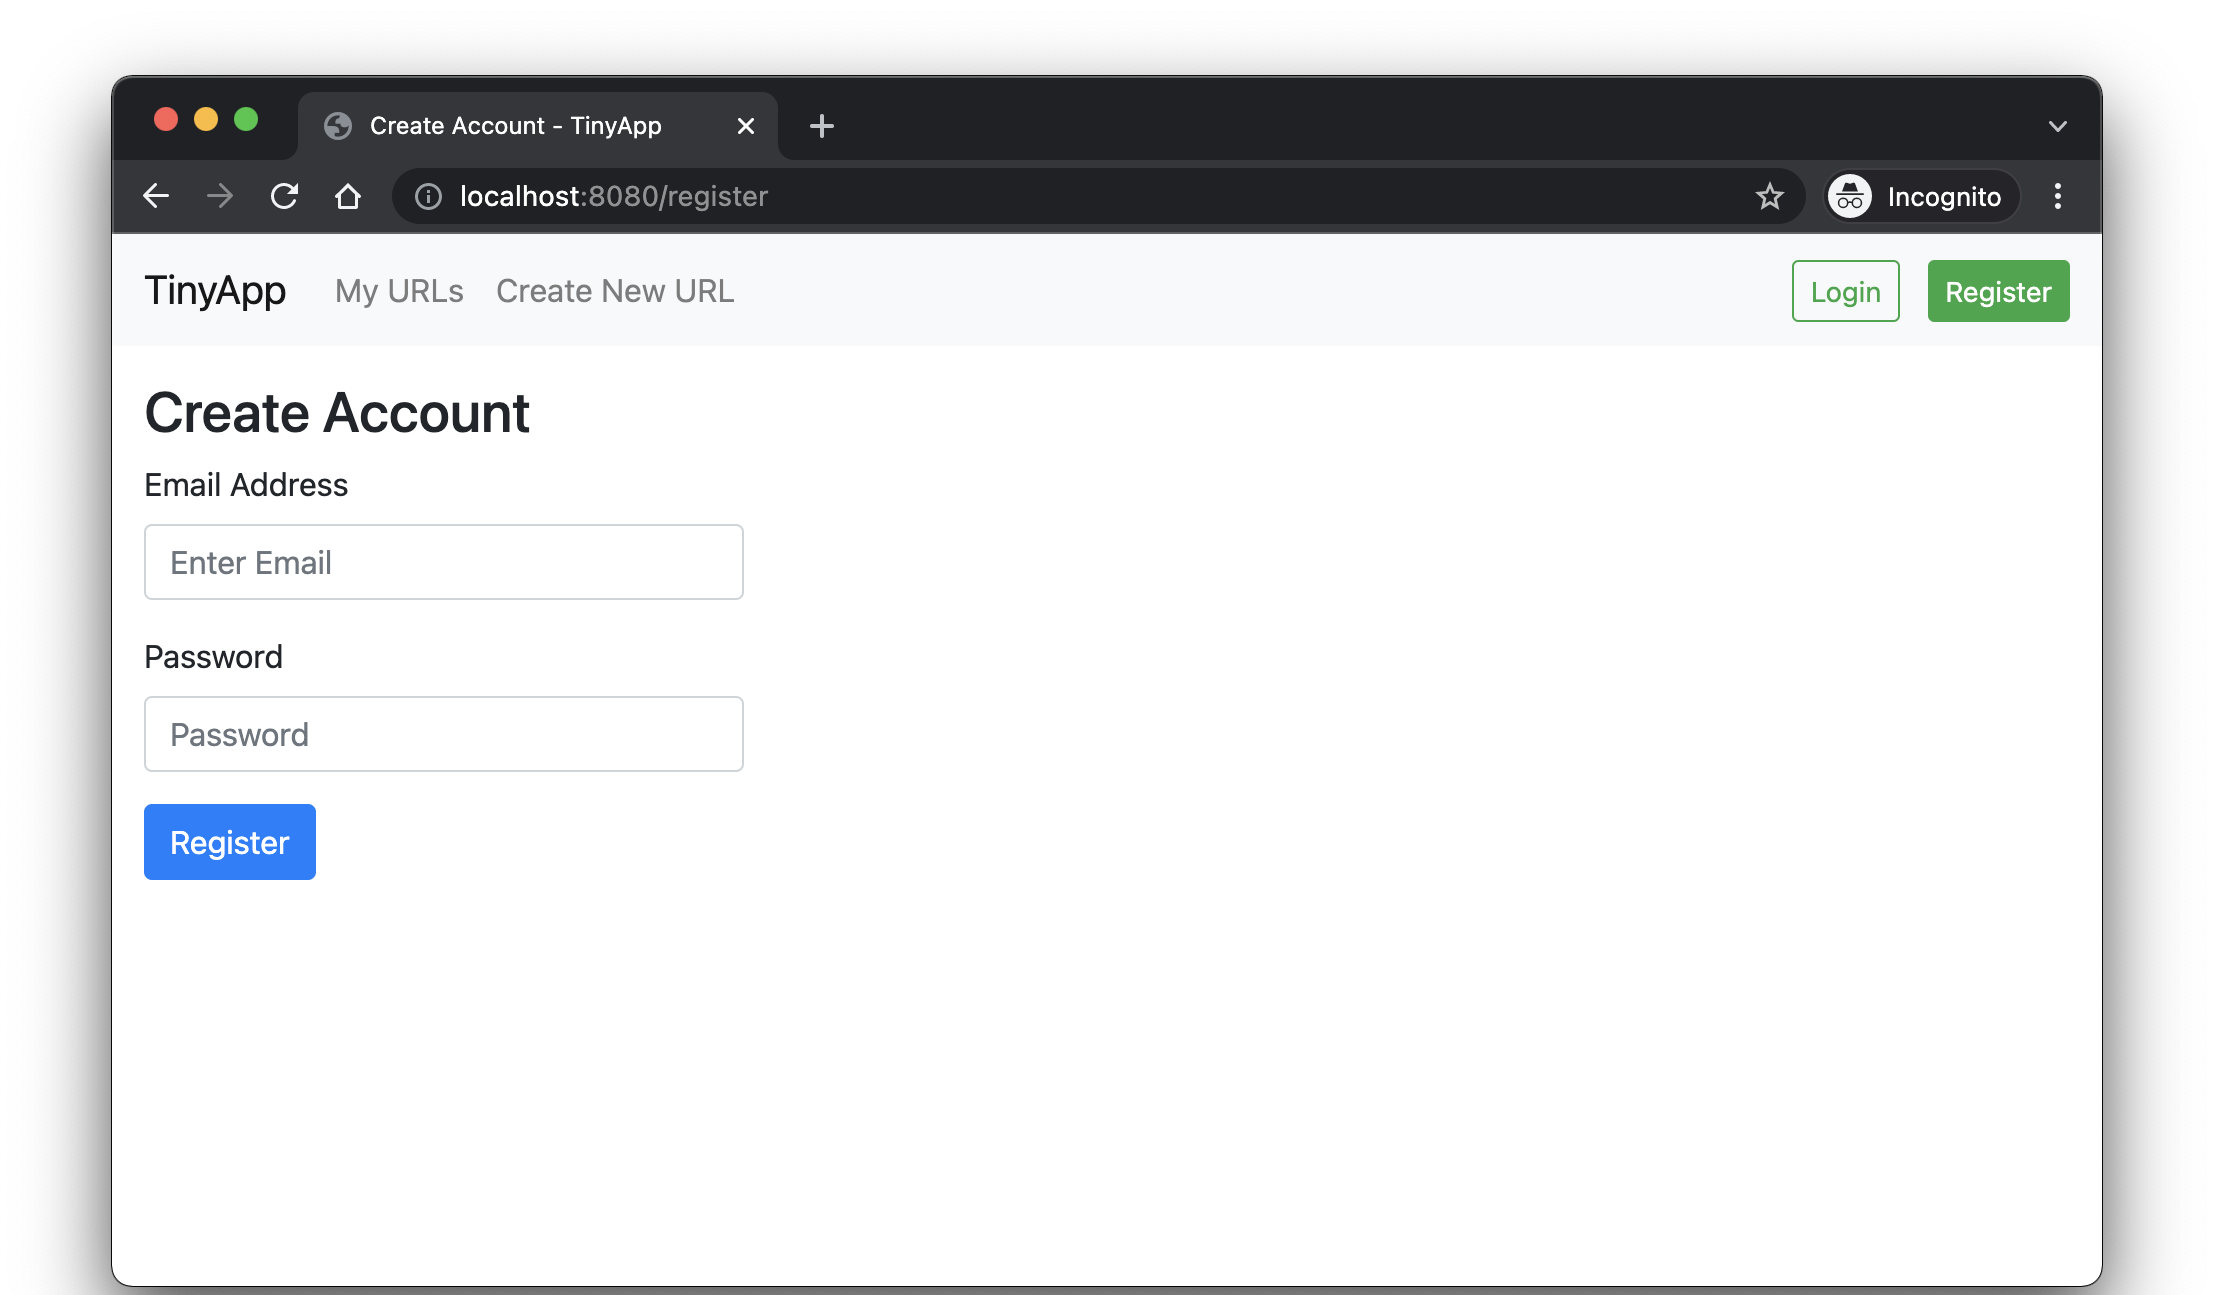 Create Account - TinyApp
localhost:8080/register
Incognito
TinyApp My URLs Create New URL Login Register
Create Account
Email Address
Enter Email
Password
Password
Register